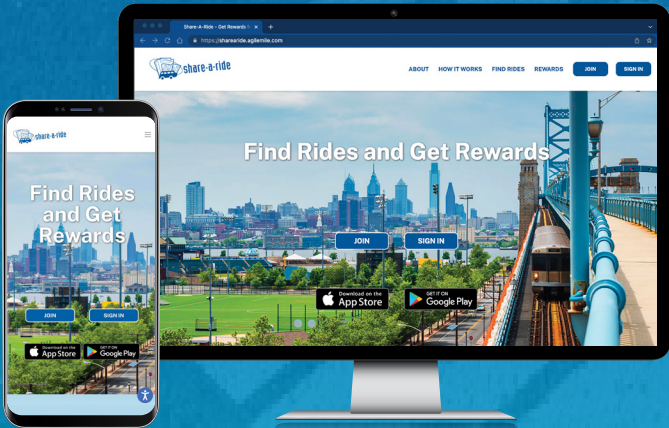 Share-A-Ride - Get Rewards f
https://sharearide.agilemile.com
share-a-ride
ABOUT
HOW IT WORKS
FIND RIDES
REWARDS
JOIN
SIGN IN
Find Rides and Get Rewards
JOIN
SIGN IN
Download on the
App Store
GET IT ON
Google Play
share-a-ride
Find Rides
and Get
Rewards
JOIN
SIGN IN
Download on the
App Store
GET IT ON
Google Play